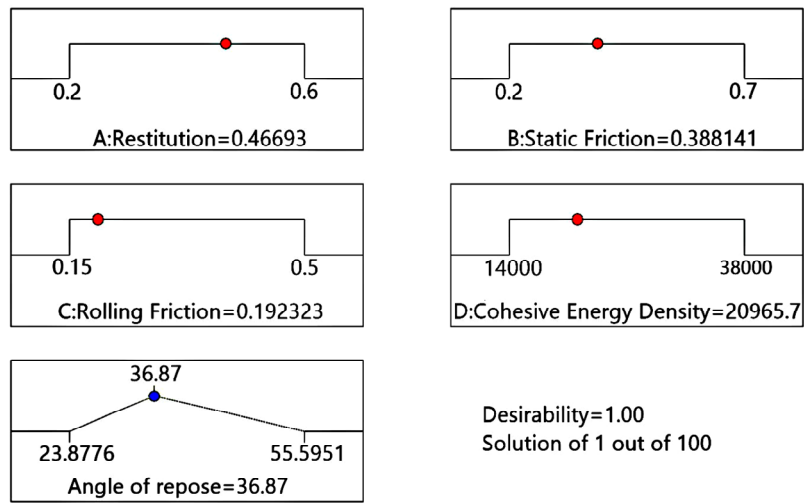 0.2
0.6
A:Restitution=0.46693
0.2
0.7
B:Static Friction=0.388141
0.15
0.5
C:Rolling Friction=0.192323
14000
38000
D:Cohesive Energy Density=20965.7
36.87
23.8776
55.5951
Angle of repose=36.87
Desirability=1.00
Solution of 1 out of 100